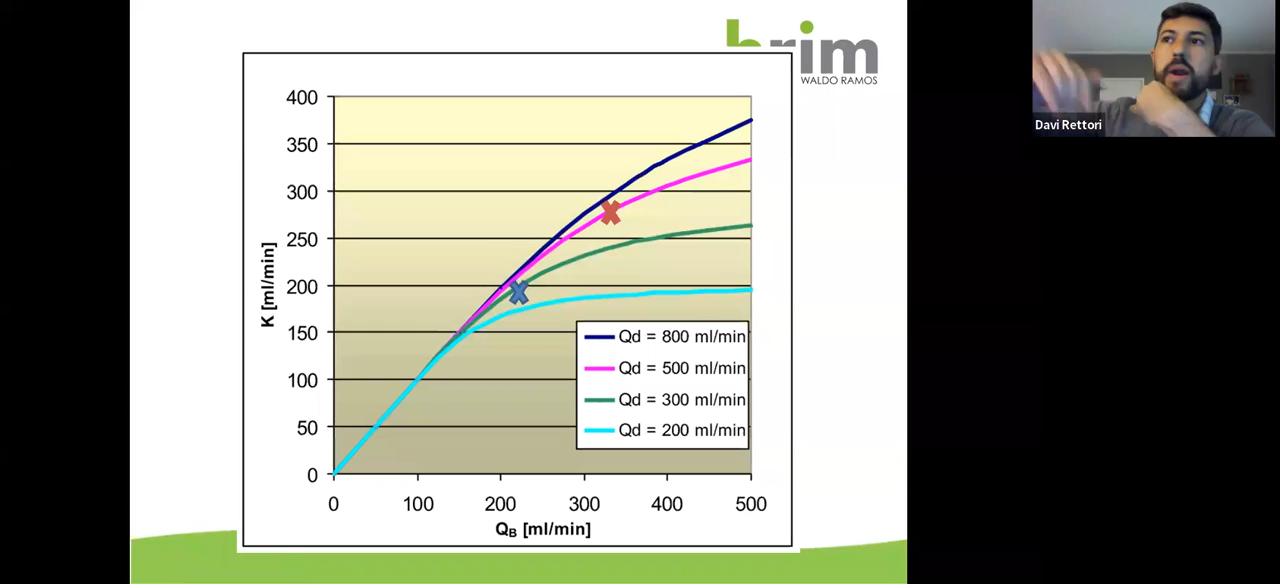 brim
WALDO RAMOS
Davi Rettori
400
350
300
250
200
150
100
50
0
K [ml/min]
0 100 200 300 400 500
QB [ml/min]
Qd = 800 ml/min
Qd = 500 ml/min
Qd = 300 ml/min
Qd = 200 ml/min